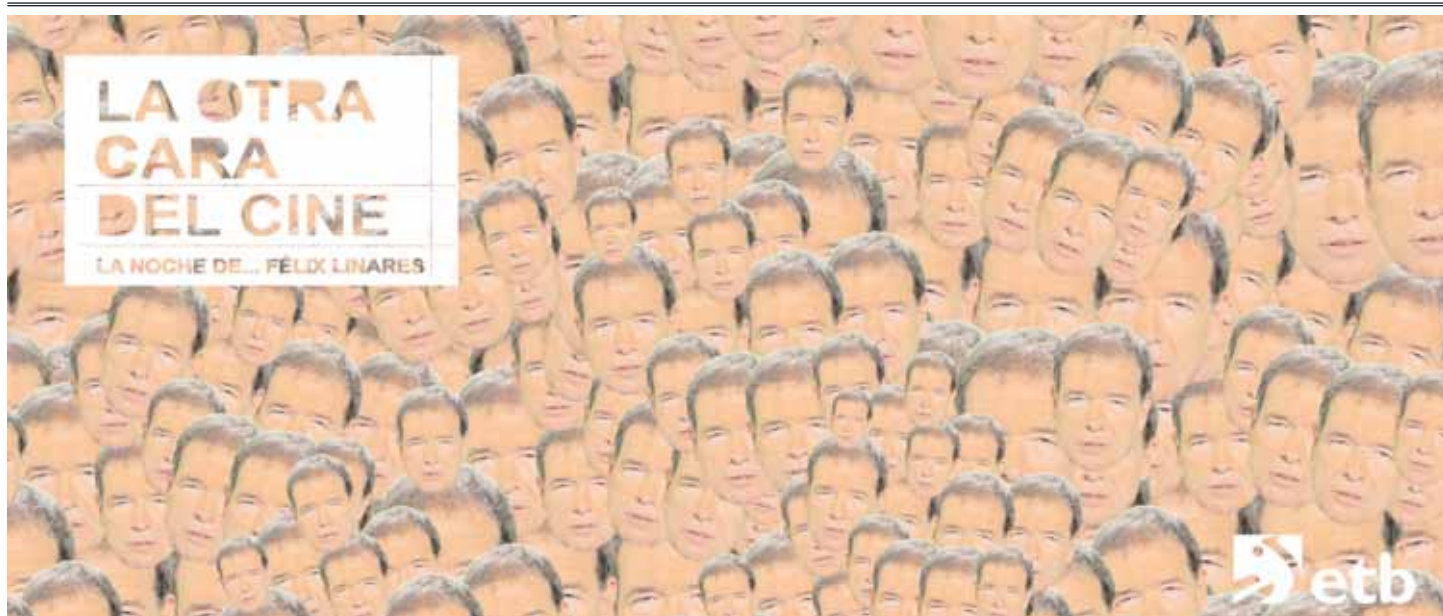 LA OTRA
CARA
DEL CINE
LA NOCHE DE... FÉLIX LINARES
etb